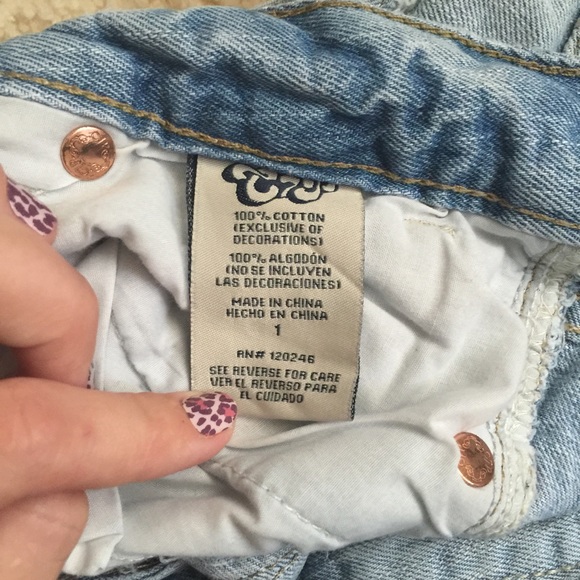 100% COTTON
(EXCLUSIVE OF
DECORATIONS)
100% ALGODÓN
(NO SE INCLUYEN
LAS DECORACIONES)
MADE IN CHINA
HECHO EN CHINA
1
RN# 120246
SEE REVERSE FOR CARE
VER EL REVERSO PARA
EL CUIDADO